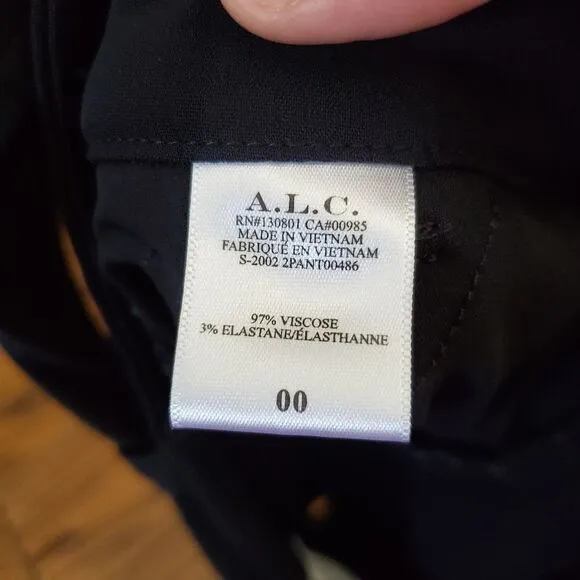 A.L.C.
RN#130801 CA#00985
MADE IN VIETNAM
FABRIQUÉ EN VIETNAM
S-2002 2PANT00486
97% VISCOSE
3% ELASTANE/ÉLASTHANNE
00